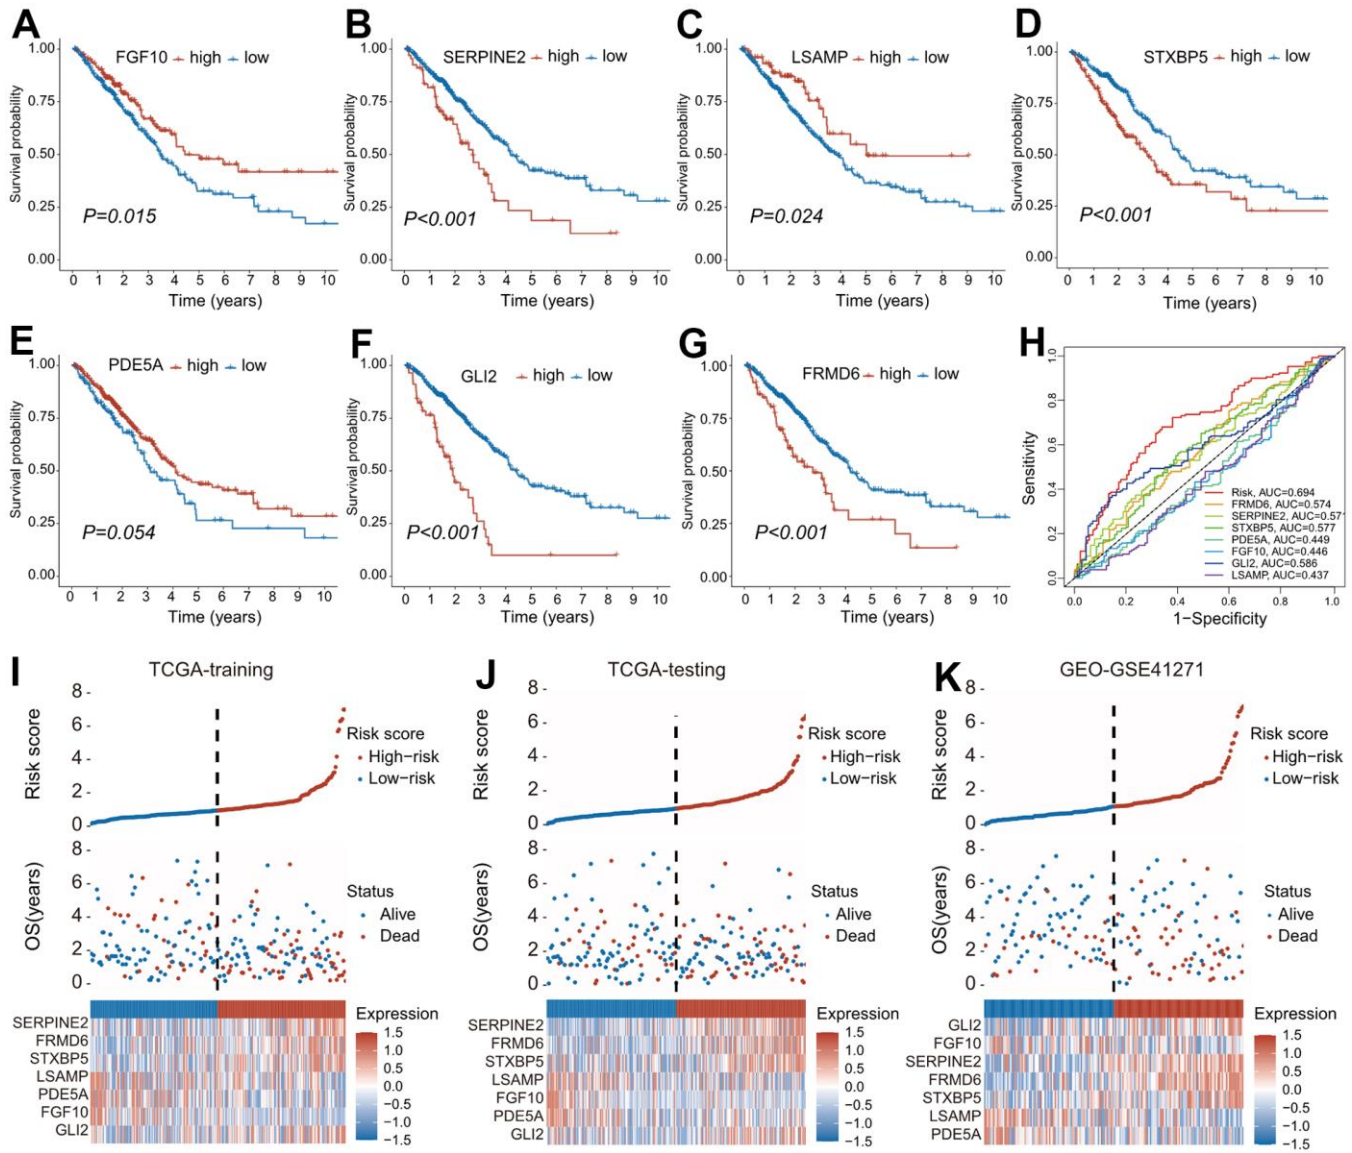 A
FGF10 high low
Survival probability
1.00
0.75
0.50
0.25
0.00
P=0.015
0 1 2 3 4 5 6 7 8 9 10
Time (years)
B
SERPINE2 high low
Survival probability
1.00
0.75
0.50
0.25
0.00
P<0.001
0 1 2 3 4 5 6 7 8 9 10
Time (years)
C
LSAMP high low
Survival probability
1.00
0.75
0.50
0.25
0.00
P=0.024
0 1 2 3 4 5 6 7 8 9 10
Time (years)
D
STXBP5 high low
Survival probability
1.00
0.75
0.50
0.25
0.00
P<0.001
0 1 2 3 4 5 6 7 8 9 10
Time (years)
E
PDE5A high low
Survival probability
1.00
0.75
0.50
0.25
0.00
P=0.054
0 1 2 3 4 5 6 7 8 9 10
Time (years)
F
GLI2 high low
Survival probability
1.00
0.75
0.50
0.25
0.00
P<0.001
0 1 2 3 4 5 6 7 8 9 10
Time (years)
G
FRMD6 high low
Survival probability
1.00
0.75
0.50
0.25
0.00
P<0.001
0 1 2 3 4 5 6 7 8 9 10
Time (years)
H
Sensitivity
1.0
0.8
0.6
0.4
0.2
0.0
Risk, AUC=0.694
FRMD6, AUC=0.574
SERPINE2, AUC=0.57
STXBP5, AUC=0.577
PDE5A, AUC=0.449
FGF10, AUC=0.446
GLI2, AUC=0.586
LSAMP, AUC=0.437
0.0 0.2 0.4 0.6 0.8 1.0
1−Specificity
I
TCGA-training
Risk score
8
6
4
2
0
Risk score
High−risk
Low−risk
OS(years)
8
6
4
2
0
Status
Alive
Dead
SERPINE2
FRMD6
STXBP5
LSAMP
PDE5A
FGF10
GLI2
Expression
1.5
1.0
0.5
0.0
−0.5
−1.0
−1.5
J
TCGA-testing
Risk score
8
6
4
2
0
Risk score
High−risk
Low−risk
OS(years)
8
6
4
2
0
Status
Alive
Dead
SERPINE2
FRMD6
STXBP5
LSAMP
FGF10
PDE5A
GLI2
Expression
1.5
1.0
0.5
0.0
−0.5
−1.0
−1.5
K
GEO-GSE41271
Risk score
8
6
4
2
0
Risk score
High−risk
Low−risk
OS(years)
8
6
4
2
0
Status
Alive
Dead
GLI2
FGF10
SERPINE2
FRMD6
STXBP5
LSAMP
PDE5A
Expression
1.5
1.0
0.5
0.0
−0.5
−1.0
−1.5